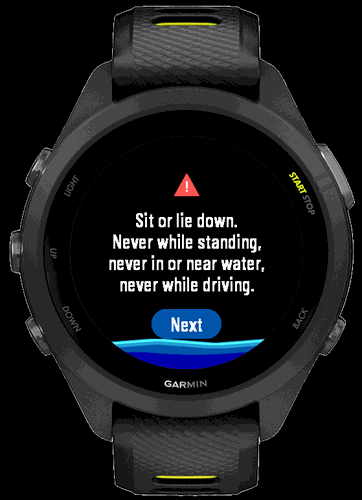 LIGHT
START STOP
Sit or lie down.
Never while standing,
never in or near water,
never while driving.
UP
Next
DOWN
BACK
GARMIN